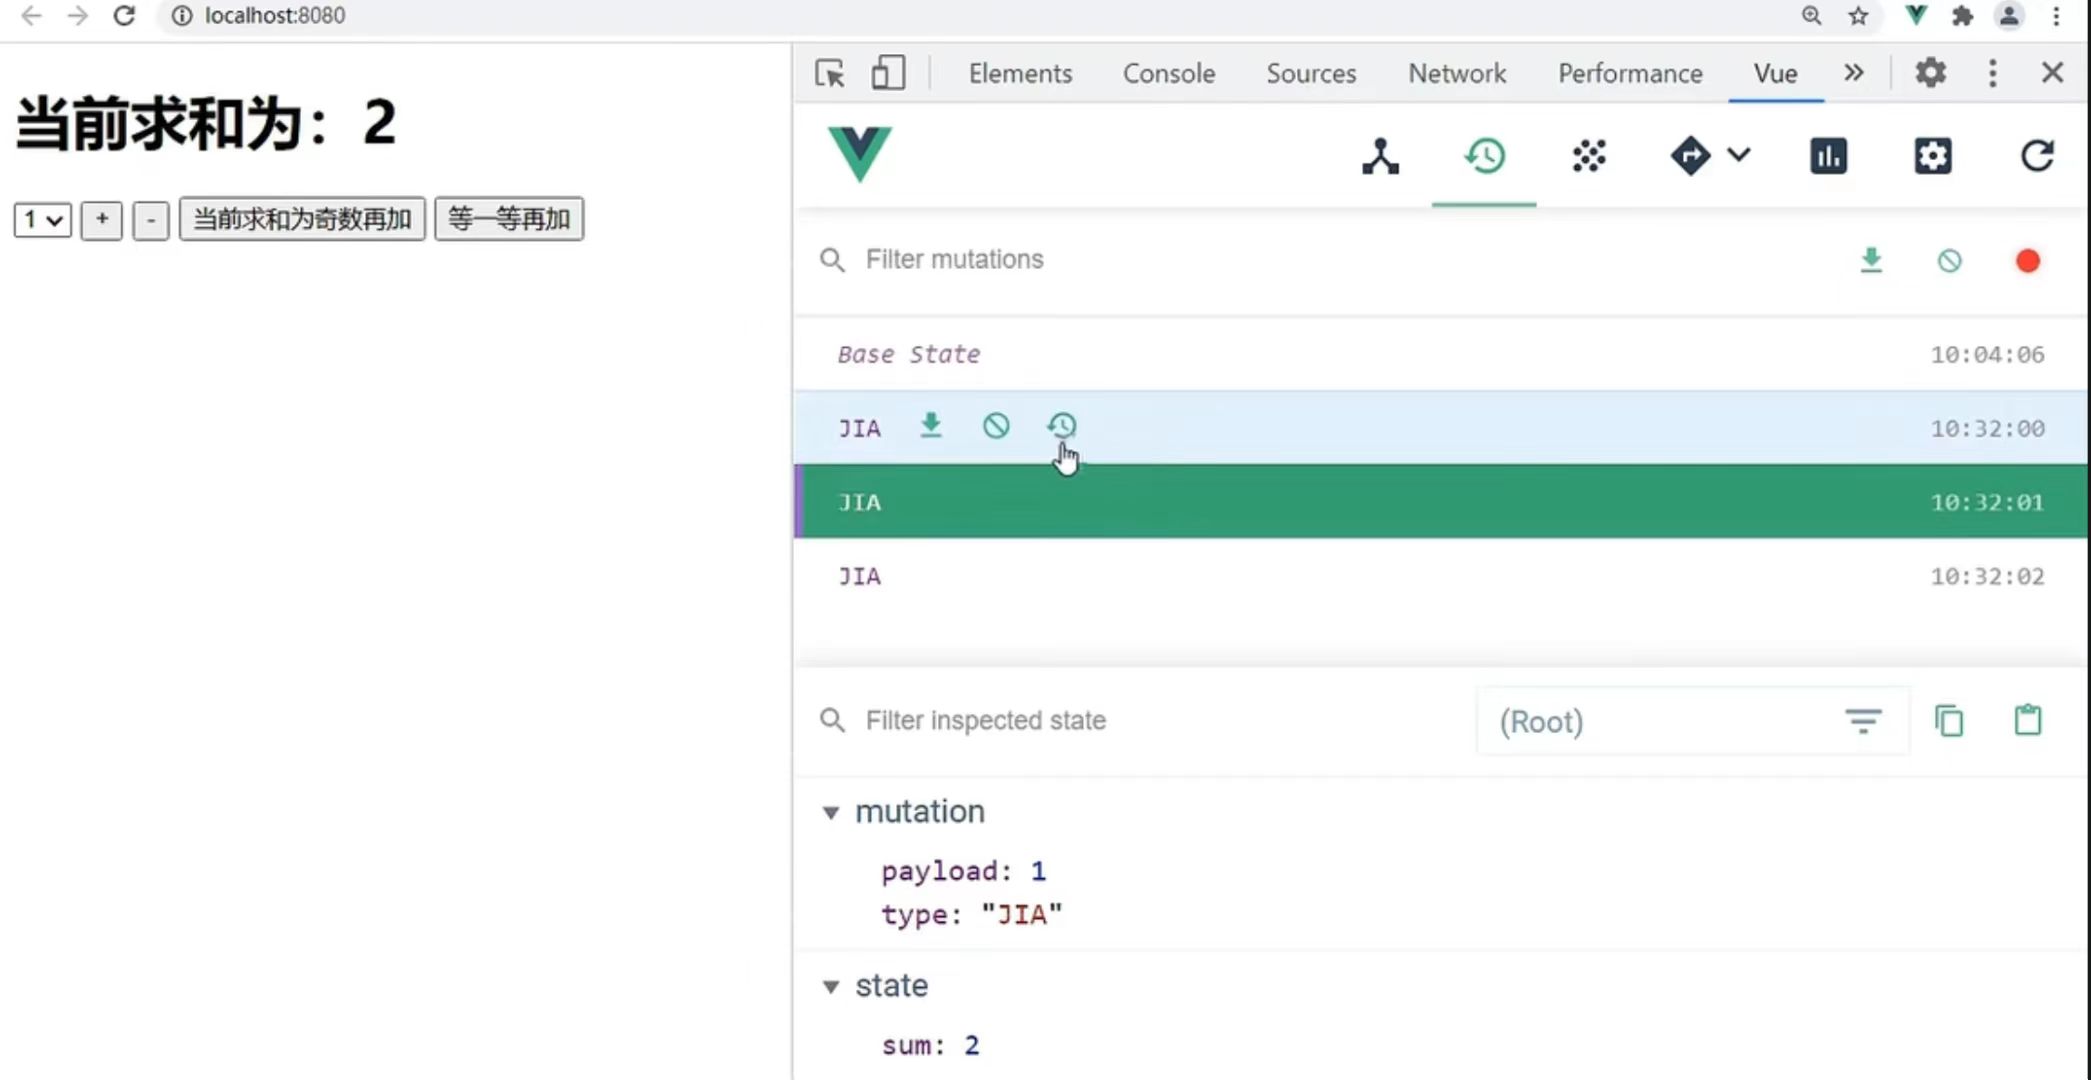 localhost:8080
Elements Console Sources Network Performance Vue
当前求和为：2
1 + - 当前求和为奇数再加 等一等再加
Filter mutations
Base State 10:04:06
JIA 10:32:00
JIA 10:32:01
JIA 10:32:02
Filter inspected state (Root)
mutation
payload: 1
type: "JIA"
state
sum: 2